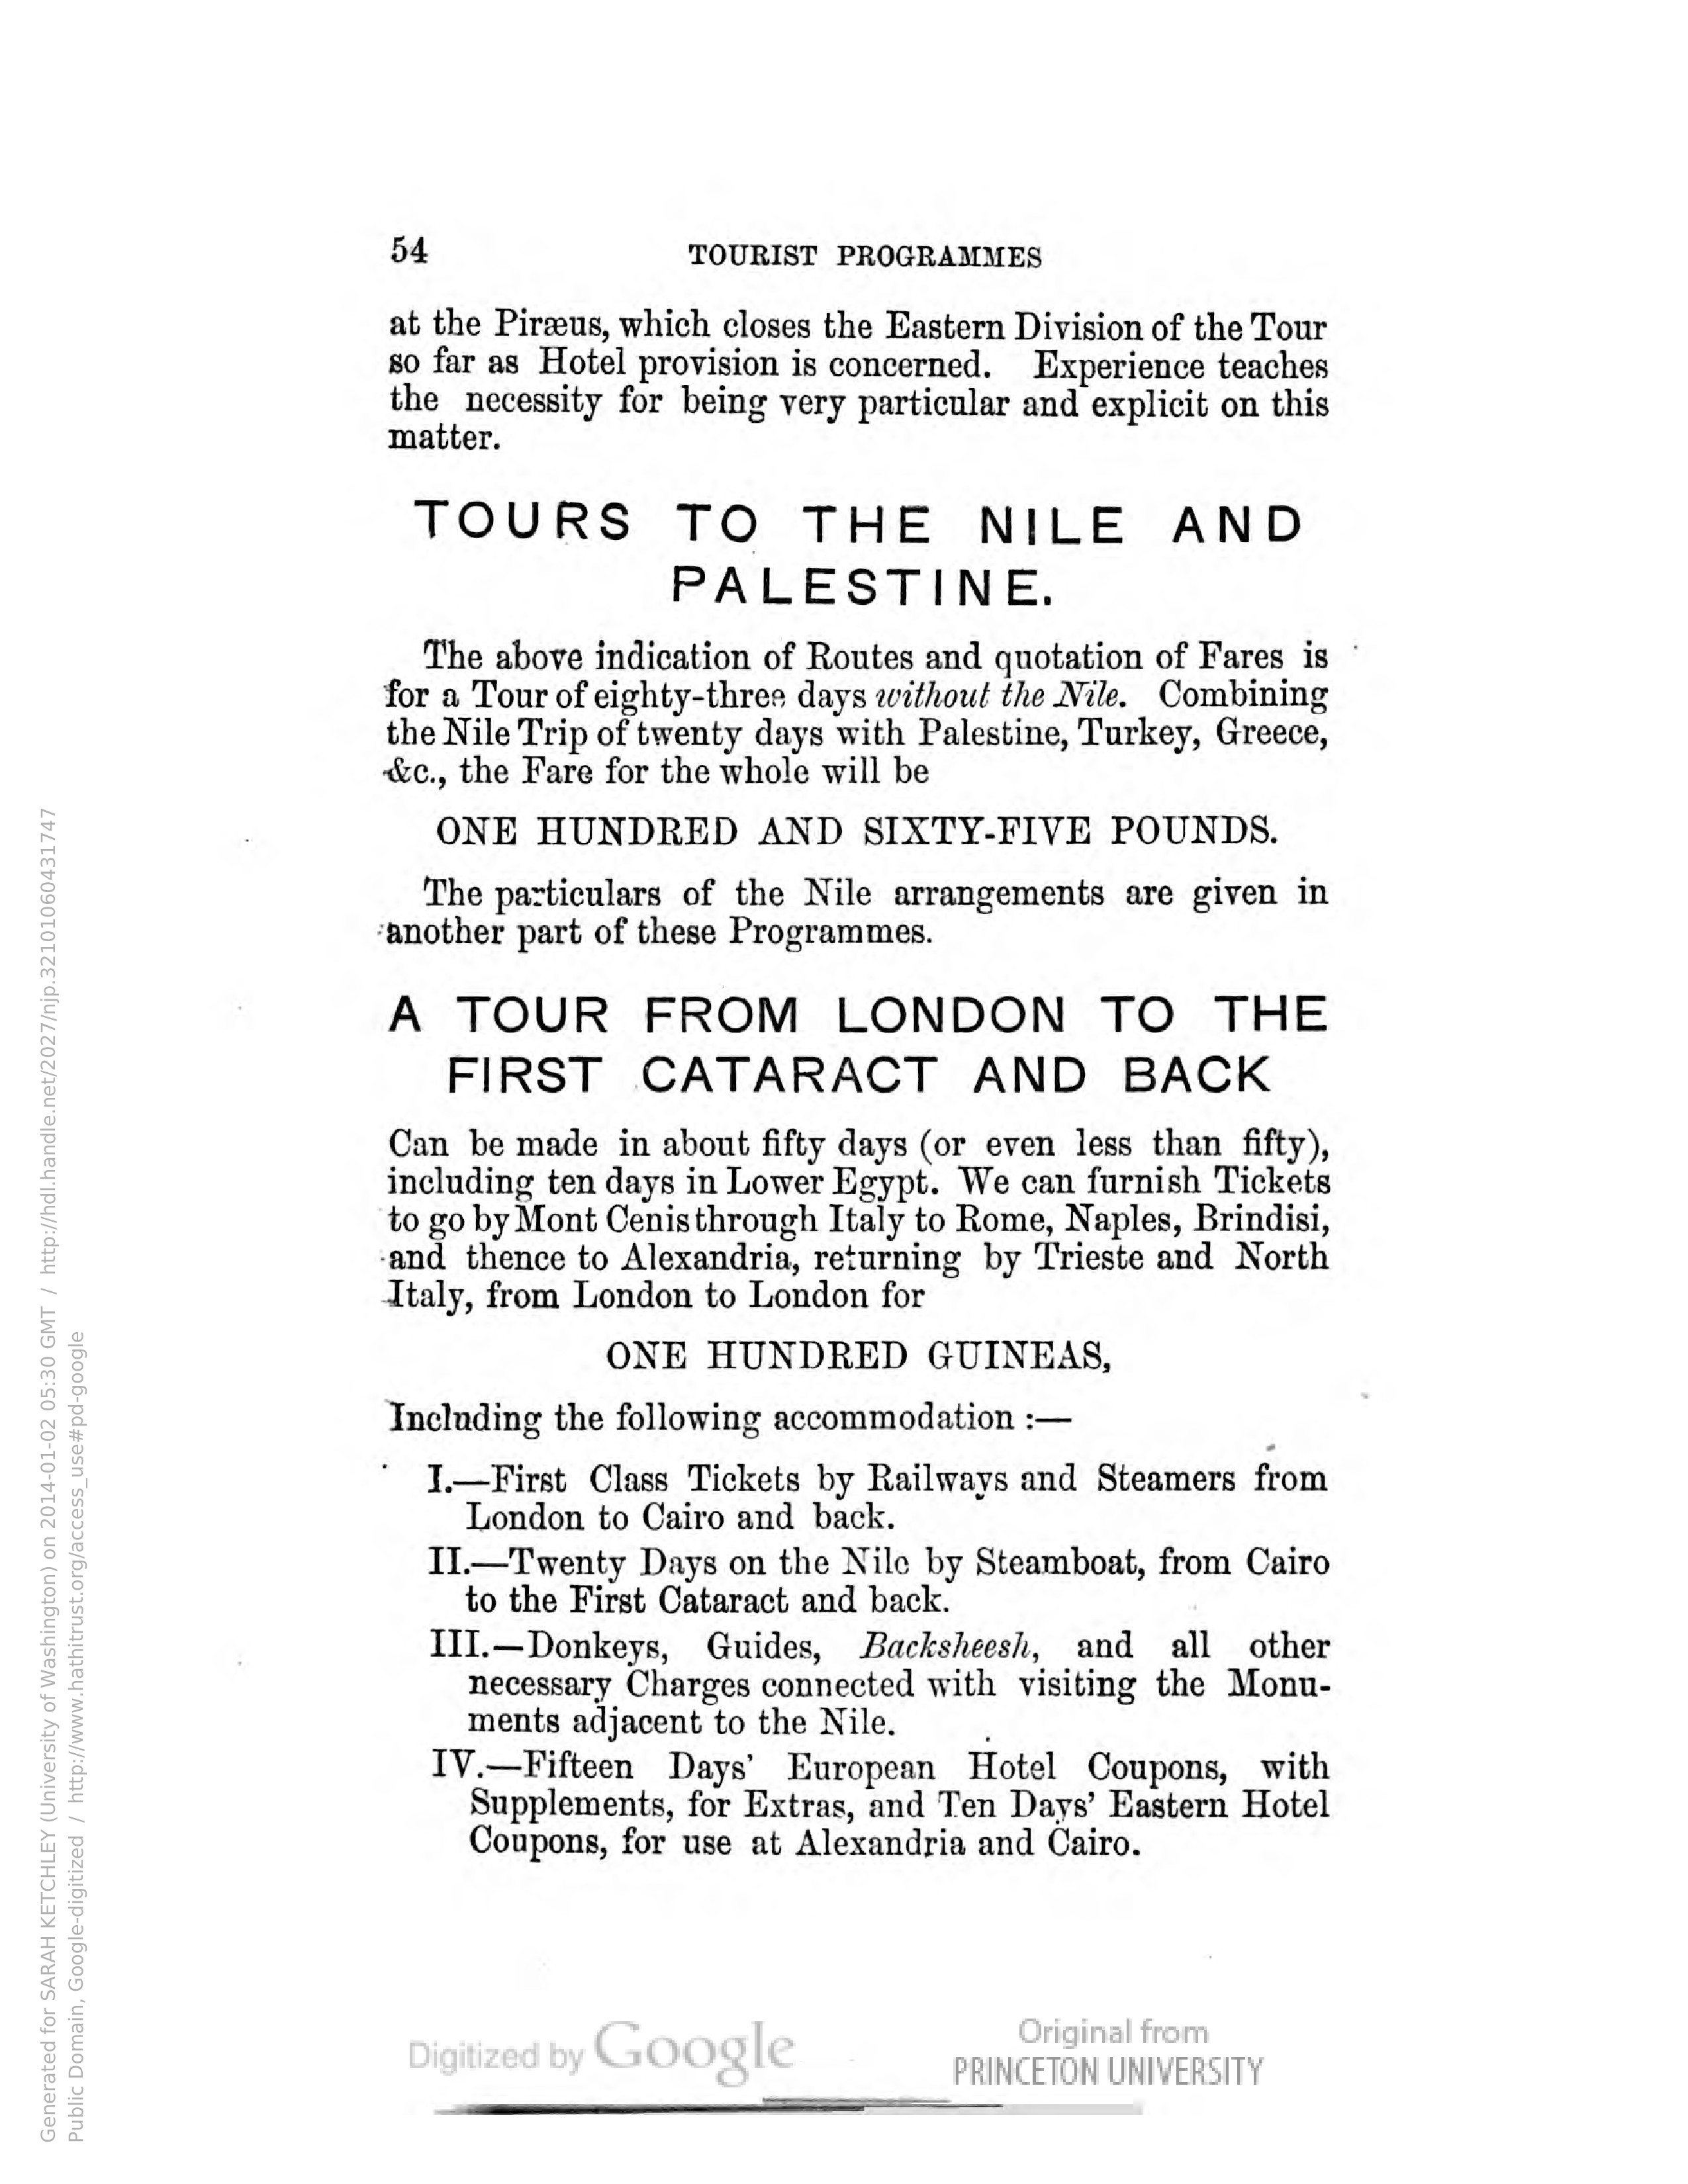 54 TOURIST PROGRAMMES
at the Piræus, which closes the Eastern Division of the Tour
so far as Hotel provision is concerned. Experience teaches
the necessity for being very particular and explicit on this
matter.
TOURS TO THE NILE AND
PALESTINE.
The above indication of Routes and quotation of Fares is
for a Tour of eighty-three days without the Nile. Combining
the Nile Trip of twenty days with Palestine, Turkey, Greece,
&c., the Fare for the whole will be
ONE HUNDRED AND SIXTY-FIVE POUNDS.
The particulars of the Nile arrangements are given in
another part of these Programmes.
A TOUR FROM LONDON TO THE
FIRST CATARACT AND BACK
Can be made in about fifty days (or even less than fifty),
including ten days in Lower Egypt. We can furnish Tickets
to go by Mont Cenis through Italy to Rome, Naples, Brindisi,
and thence to Alexandria, returning by Trieste and North
Italy, from London to London for
ONE HUNDRED GUINEAS,
Including the following accommodation :—
I.—First Class Tickets by Railways and Steamers from
London to Cairo and back.
II.—Twenty Days on the Nile by Steamboat, from Cairo
to the First Cataract and back.
III.—Donkeys, Guides, Backsheesh, and all other
necessary Charges connected with visiting the Monu-
ments adjacent to the Nile.
IV.—Fifteen Days' European Hotel Coupons, with
Supplements, for Extras, and Ten Days' Eastern Hotel
Coupons, for use at Alexandria and Cairo.
Digitized by Google
Original from
PRINCETON UNIVERSITY
Generated for SARAH KETCHLEY (University of Washington) on 2014-01-02 05:30 GMT / http://hdl.handle.net/2027/njp.32101060431747
Public Domain, Google-digitized / http://www.hathitrust.org/access_use#pd-google